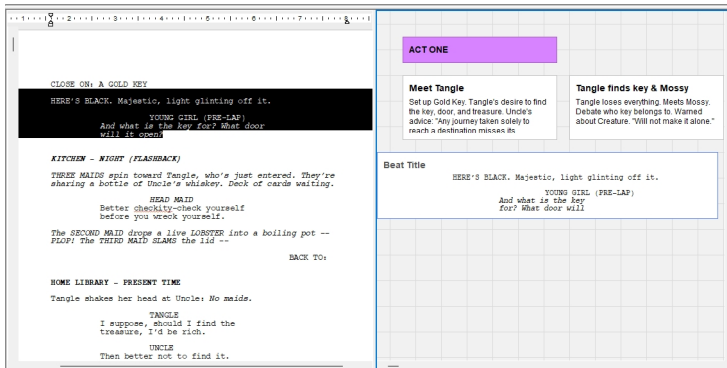 1 2 3 4 5 6 7 8
CLOSE ON: A GOLD KEY
HERE'S BLACK. Majestic, light glinting off it.
YOUNG GIRL (PRE-LAP)
And what is the key for? What door
will it open?
KITCHEN - NIGHT (FLASHBACK)
THREE MAIDS spin toward Tangle, who's just entered. They're
sharing a bottle of Uncle's whiskey. Deck of cards waiting.
HEAD MAID
Better checkity-check yourself
before you wreck yourself.
The SECOND MAID drops a live LOBSTER into a boiling pot --
PLOP! The THIRD MAID SLAMS the lid --
BACK TO:
HOME LIBRARY - PRESENT TIME
Tangle shakes her head at Uncle: No maids.
TANGLE
I suppose, should I find the
treasure, I'd be rich.
UNCLE
Then better not to find it.
ACT ONE
Meet Tangle
Set up Gold Key. Tangle's desire to find
the key, door, and treasure. Uncle's
advice: "Any journey taken solely to
reach a destination misses its
Tangle finds key & Mossy
Tangle loses everything. Meets Mossy.
Debate who key belongs to. Warned
about Creature. "Will not make it alone."
Beat Title
HERE'S BLACK. Majestic, light glinting off it.
YOUNG GIRL (PRE-LAP)
And what is the key
for? What door will